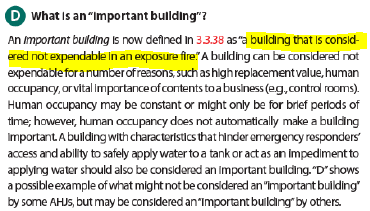 D What is an "important building"?
An important building is now defined in 3.3.38 as "a building that is consid-
ered not expendable in an exposure fire." A building can be considered not
expendable for a number of reasons, such as high replacement value, human
occupancy, or vital importance of contents to a business (e.g., control rooms).
Human occupancy may be constant or might only be for brief periods of
time; however, human occupancy does not automatically make a building
important. A building with characteristics that hinder emergency responders'
access and ability to safely apply water to a tank or act as an impediment to
applying water should also be considered an important building. "D" shows
a possible example of what might not be considered an "important building"
by some AHJs, but may be considered an "important building" by others.